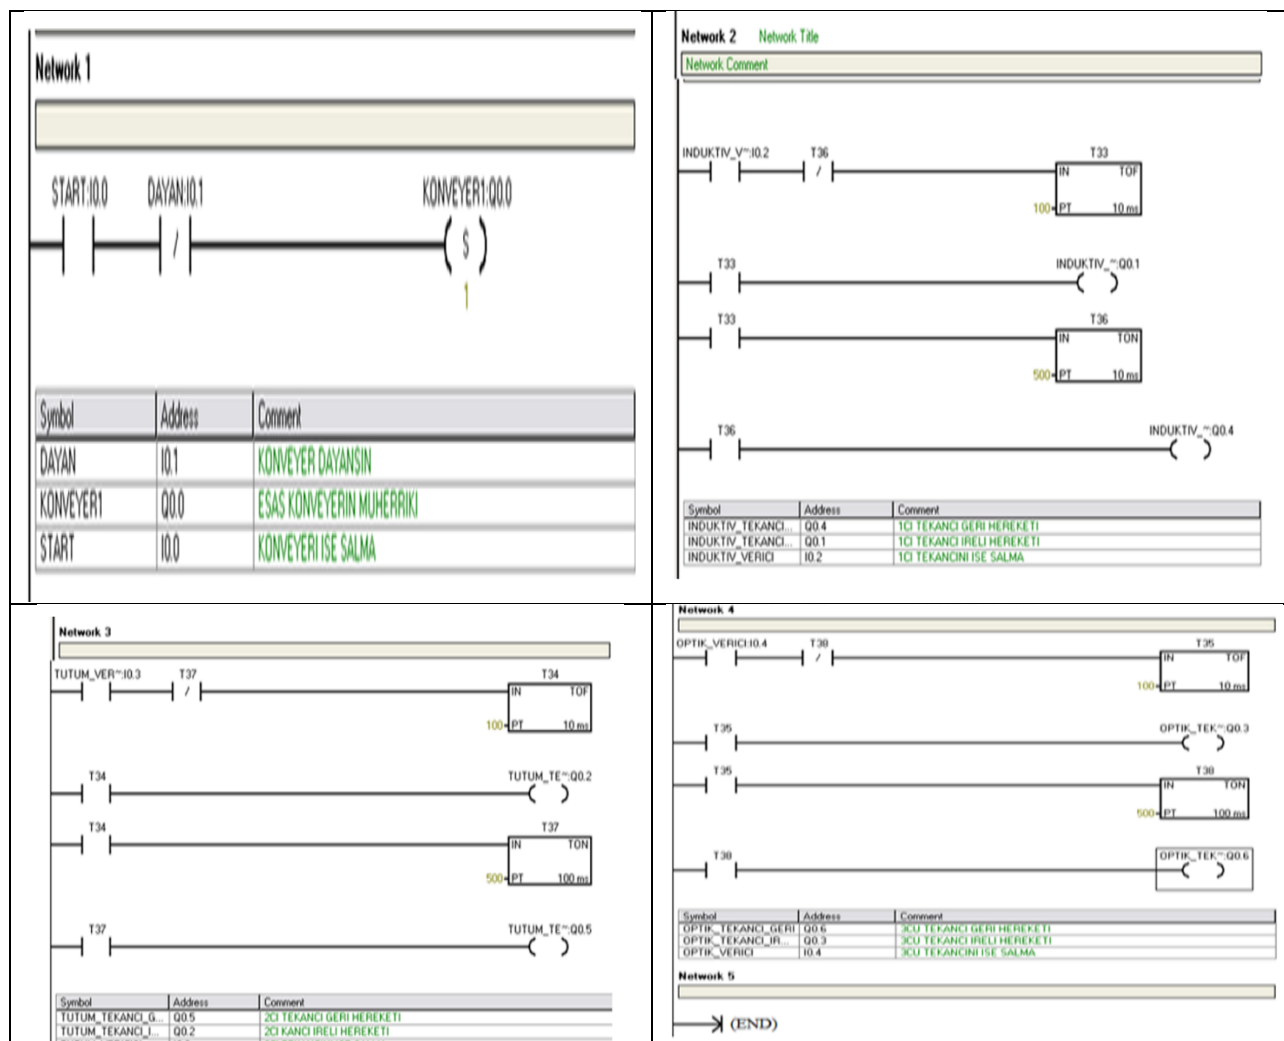 Network 1
START:I0.0 DAYAN:I0.1 KONVEYER1:Q0.0
/ S
1
Symbol Address Comment
DAYAN I0.1 KONVEYER DAYANSIN
KONVEYER1 Q0.0 ESAS KONVEYERIN MUHERRIKI
START I0.0 KONVEYERI ISE SALMA
Network 2 Network Title
Network Comment
INDUKTIV_V~:I0.2 T36 T33
/ IN TOF
100 PT 10 ms
T33 INDUKTIV_~:Q0.1
T33 T36
IN TON
500 PT 10 ms
T36 INDUKTIV_~:Q0.4
Symbol Address Comment
INDUKTIV_TEKANCI... Q0.4 1CI TEKANCI GERI HEREKETI
INDUKTIV_TEKANCI... Q0.1 1CI TEKANCI IRELI HEREKETI
INDUKTIV_VERICI I0.2 1CI TEKANCINI ISE SALMA
Network 3
TUTUM_VER~:I0.3 T37 T34
/ IN TOF
100 PT 10 ms
T34 TUTUM_TE~:Q0.2
T34 T37
IN TON
500 PT 100 ms
T37 TUTUM_TE~:Q0.5
Symbol Address Comment
TUTUM_TEKANCI_G... Q0.5 2CI TEKANCI GERI HEREKETI
TUTUM_TEKANCI_I... Q0.2 2CI KANCI IRELI HEREKETI
Network 4
OPTIK_VERICI:I0.4 T38 T35
/ IN TOF
100 PT 10 ms
T35 OPTIK_TEK~:Q0.3
T35 T38
IN TON
500 PT 100 ms
T38 OPTIK_TEK~:Q0.6
Symbol Address Comment
OPTIK_TEKANCI_GERI Q0.6 3CU TEKANCI GERI HEREKETI
OPTIK_TEKANCI_IR... Q0.3 3CU TEKANCI IRELI HEREKETI
OPTIK_VERICI I0.4 3CU TEKANCINI ISE SALMA
Network 5
(END)